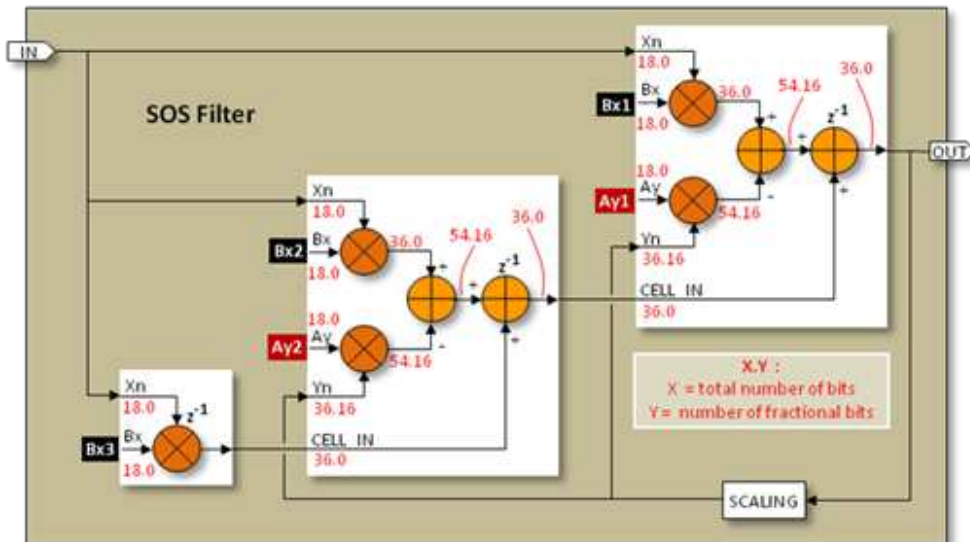 IN
SOS Filter
Xn
18.0
Bx
Bx1
18.0
36.0
54.16
36.0
z-1
+
+
-
+
18.0
Ay
Ay1
54.16
Yn
36.16
CELL IN
36.0
OUT
Xn
18.0
Bx
Bx2
18.0
36.0
54.16
36.0
z-1
+
+
-
+
18.0
Ay
Ay2
54.16
Yn
36.16
CELL IN
36.0
Xn
18.0
z-1
Bx
Bx3
18.0
X.Y :
X = total number of bits
Y = number of fractional bits
SCALING